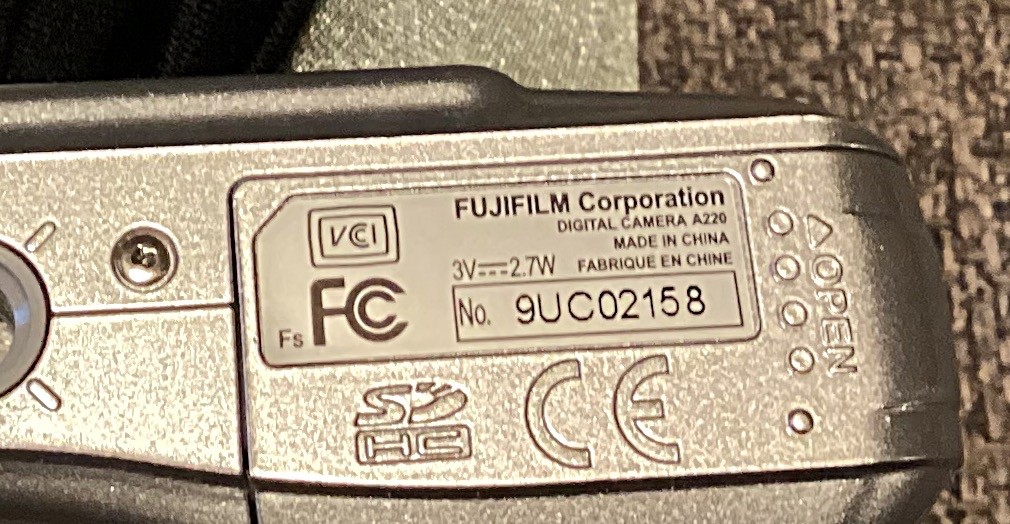 VCI
FUJIFILM Corporation
DIGITAL CAMERA A220
MADE IN CHINA
3V⎓2.7W FABRIQUE EN CHINE
No. 9UC02158
Fs FC
SD
HC
CE
OPEN